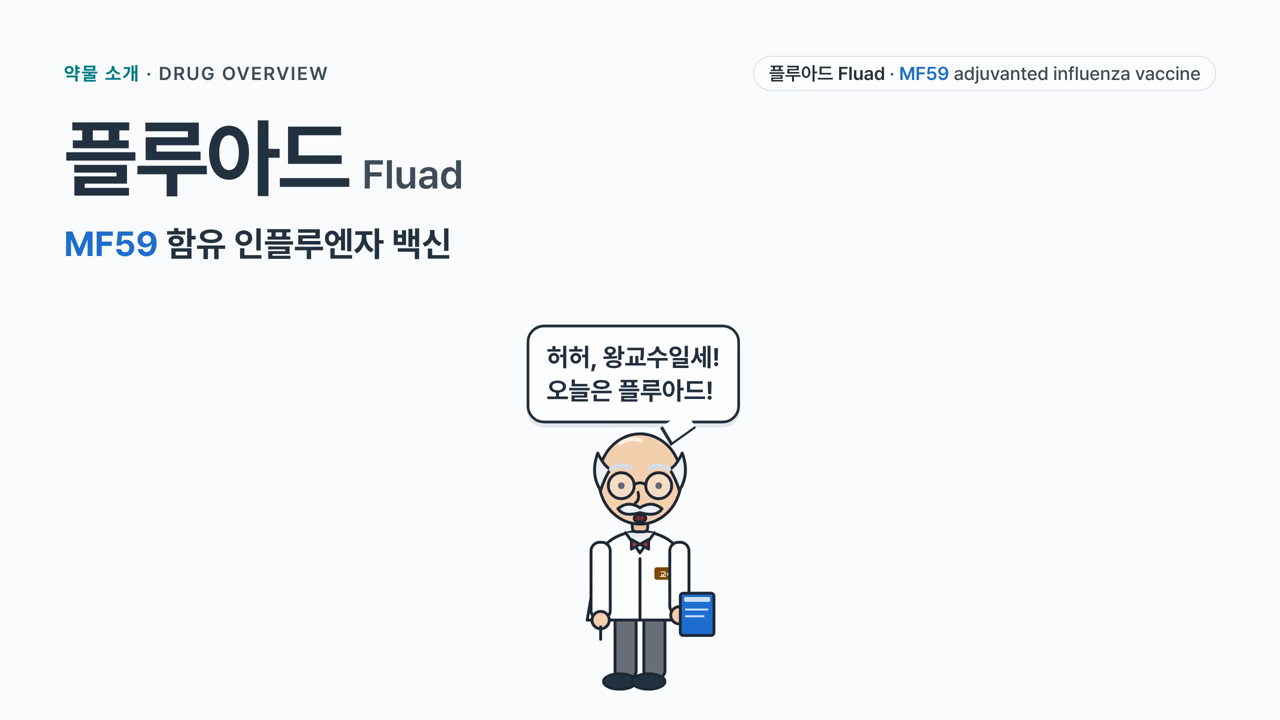 약물 소개 · DRUG OVERVIEW
플루아드 Fluad · MF59 adjuvanted influenza vaccine
플루아드 Fluad
MF59 함유 인플루엔자 백신
허허, 왕교수일세!
오늘은 플루아드!